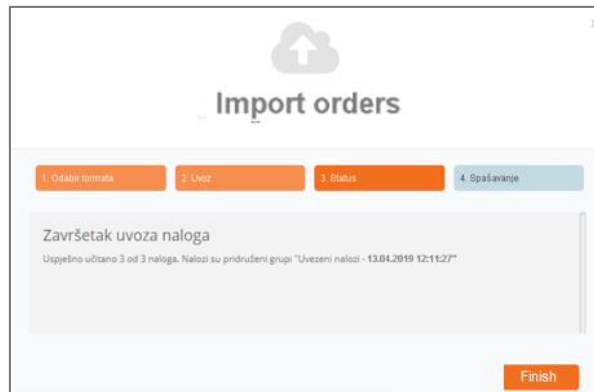 Import orders
1. Odabir formata
2. Uvoz
3. Status
4. Spašavanje
Završetak uvoza naloga
Uspješno učitano 3 od 3 naloga. Nalozi su pridruženi grupi "Uvezeni nalozi - 13.04.2019 12:11:27"
Finish